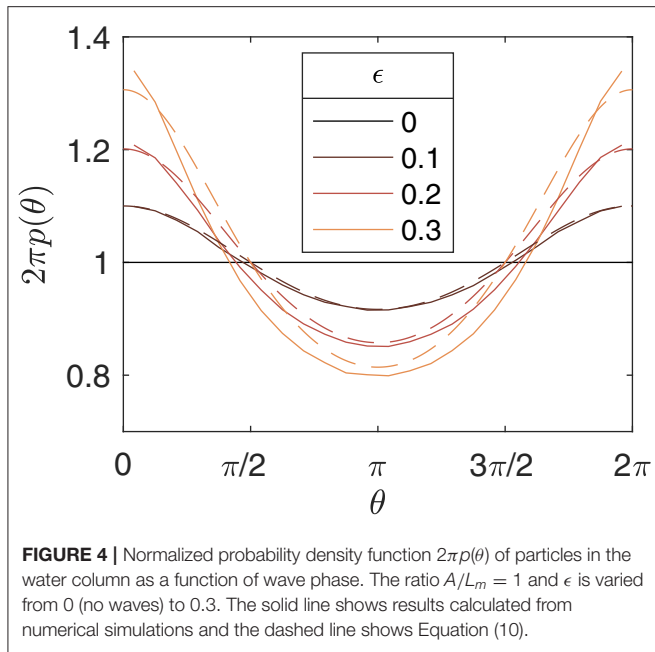 1.4
1.2
1
0.8
2πp(θ)
ϵ
0
0.1
0.2
0.3
0 π/2 π 3π/2 2π
θ
FIGURE 4 | Normalized probability density function 2πp(θ) of particles in the
water column as a function of wave phase. The ratio A/Lₘ = 1 and ϵ is varied
from 0 (no waves) to 0.3. The solid line shows results calculated from
numerical simulations and the dashed line shows Equation (10).